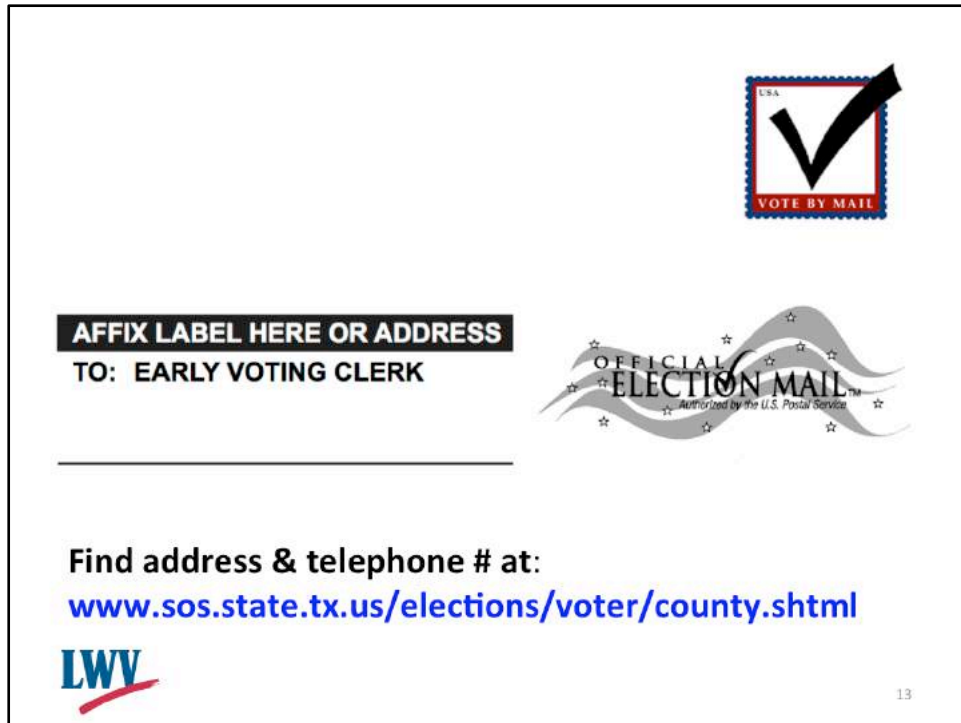 USA
VOTE BY MAIL
AFFIX LABEL HERE OR ADDRESS
TO: EARLY VOTING CLERK
OFFICIAL
ELECTION MAIL™
Authorized by the U.S. Postal Service
Find address & telephone # at:
www.sos.state.tx.us/elections/voter/county.shtml
LWV
13